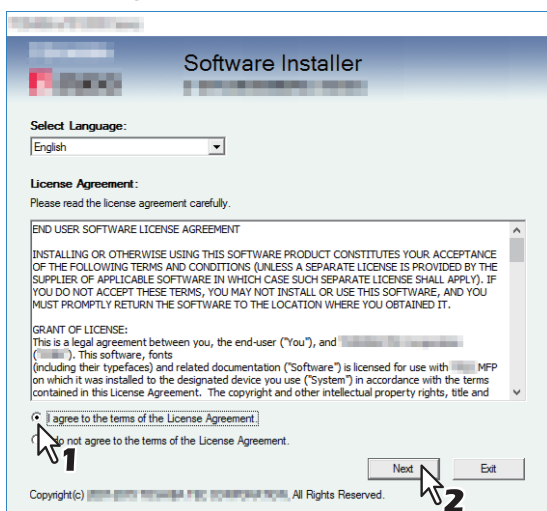 Software Installer
Select Language:
English
License Agreement:
Please read the license agreement carefully.
END USER SOFTWARE LICENSE AGREEMENT
INSTALLING OR OTHERWISE USING THIS SOFTWARE PRODUCT CONSTITUTES YOUR ACCEPTANCE
OF THE FOLLOWING TERMS AND CONDITIONS (UNLESS A SEPARATE LICENSE IS PROVIDED BY THE
SUPPLIER OF APPLICABLE SOFTWARE IN WHICH CASE SUCH SEPARATE LICENSE SHALL APPLY). IF
YOU DO NOT ACCEPT THESE TERMS, YOU MAY NOT INSTALL OR USE THIS SOFTWARE, AND YOU
MUST PROMPTLY RETURN THE SOFTWARE TO THE LOCATION WHERE YOU OBTAINED IT.
GRANT OF LICENSE:
This is a legal agreement between you, the end-user ("You"), and
(" "). This software, fonts
(including their typefaces) and related documentation ("Software") is licensed for use with MFP
on which it was installed to the designated device you use ("System") in accordance with the terms
contained in this License Agreement. The copyright and other intellectual property rights, title and
I agree to the terms of the License Agreement.
do not agree to the terms of the License Agreement.
1
Next
Exit
2
Copyright(c) , All Rights Reserved.